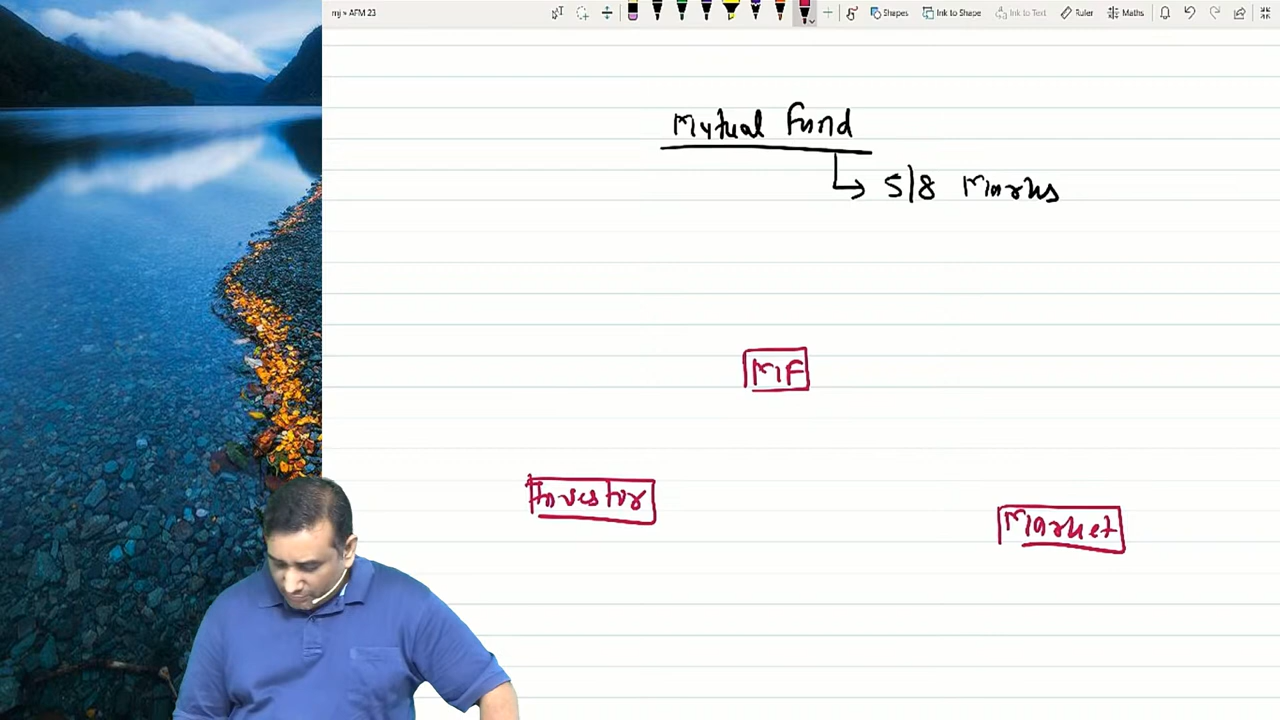 mj » AFM 23
Shapes
Ink to Shape
Ink to Text
Ruler
Maths
Mutual Fund
5/8 Marks
MF
Investor
Market